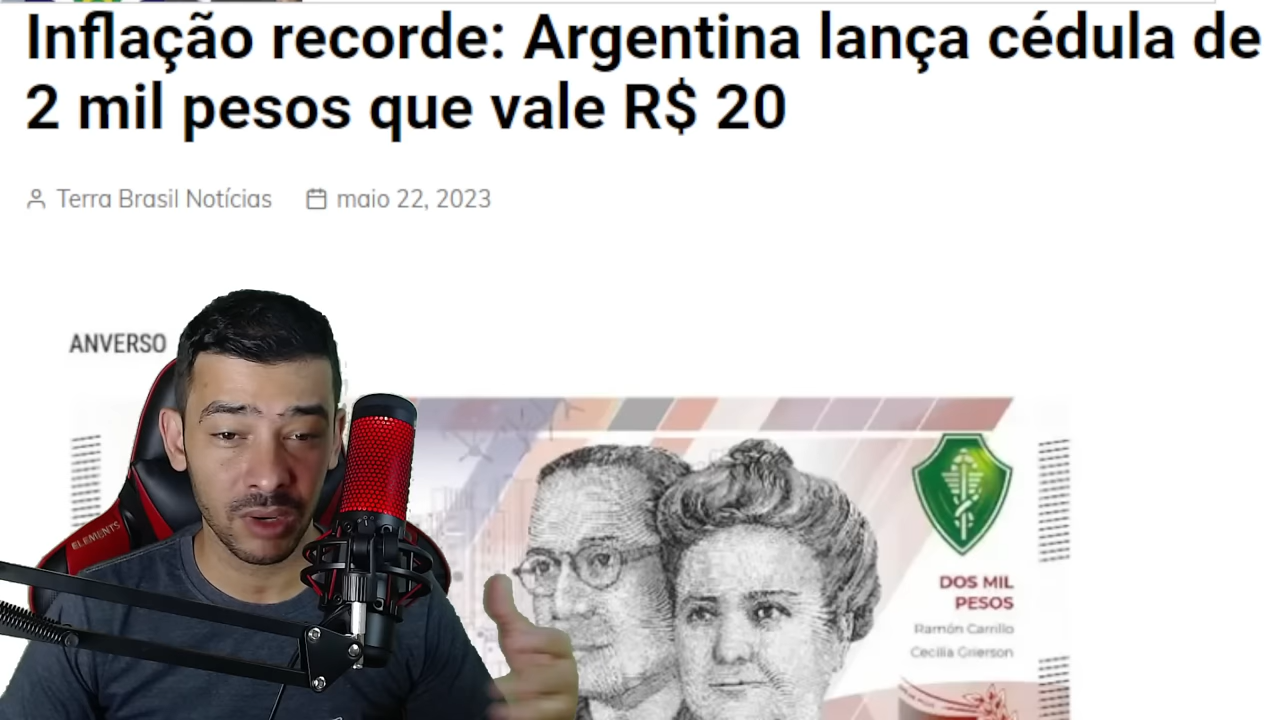 Inflação recorde: Argentina lança cédula de
2 mil pesos que vale R$ 20
Terra Brasil Notícias maio 22, 2023
ANVERSO
ELEMENTS
DOS MIL
PESOS
Ramón Carrillo
Cecilia Grierson